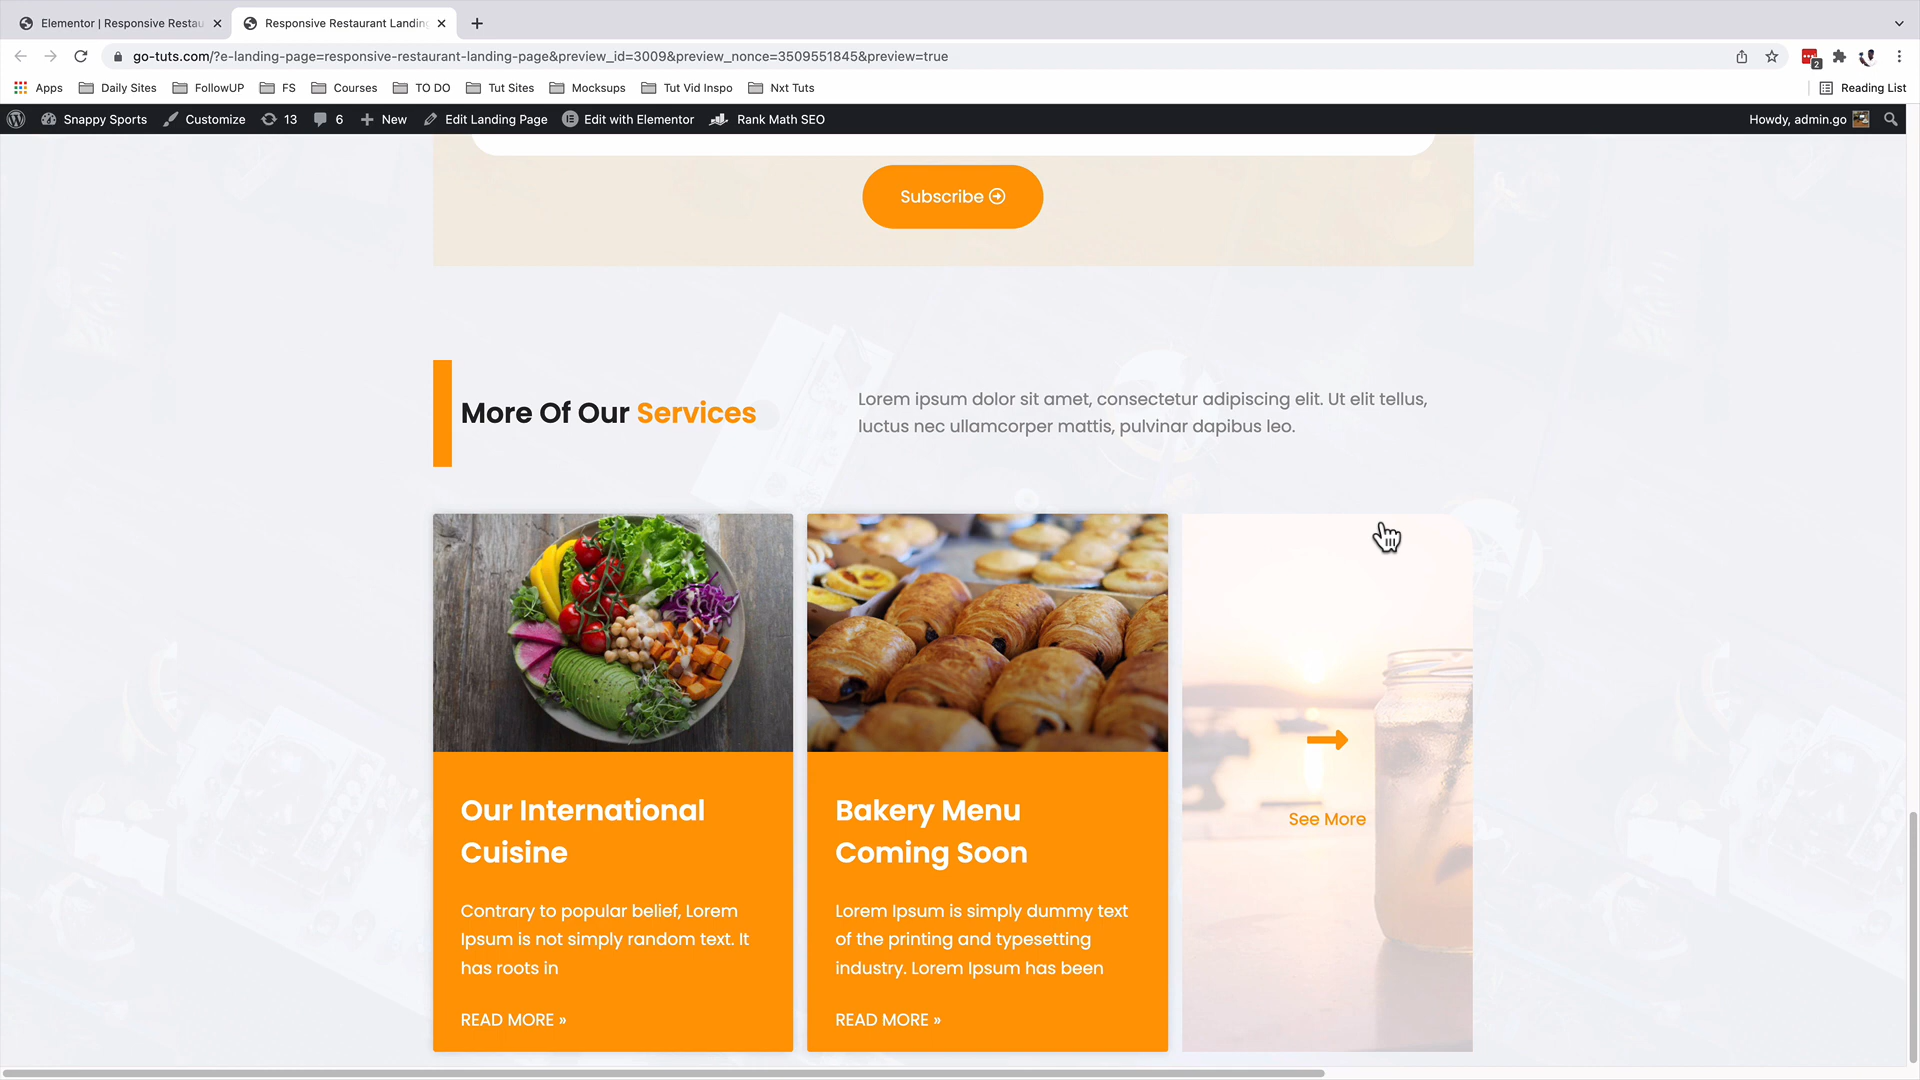 Elementor | Responsive Restau
Responsive Restaurant Landing
go-tuts.com/?e-landing-page=responsive-restaurant-landing-page&preview_id=3009&preview_nonce=3509551845&preview=true
2
Apps
Daily Sites
FollowUP
FS
Courses
TO DO
Tut Sites
Mocksups
Tut Vid Inspo
Nxt Tuts
Reading List
Snappy Sports
Customize
13
6
New
Edit Landing Page
Edit with Elementor
Rank Math SEO
Howdy, admin.go
Subscribe
More Of Our Services
Lorem ipsum dolor sit amet, consectetur adipiscing elit. Ut elit tellus,
luctus nec ullamcorper mattis, pulvinar dapibus leo.
Our International
Cuisine
Contrary to popular belief, Lorem
Ipsum is not simply random text. It
has roots in
READ MORE »
Bakery Menu
Coming Soon
Lorem Ipsum is simply dummy text
of the printing and typesetting
industry. Lorem Ipsum has been
READ MORE »
See More